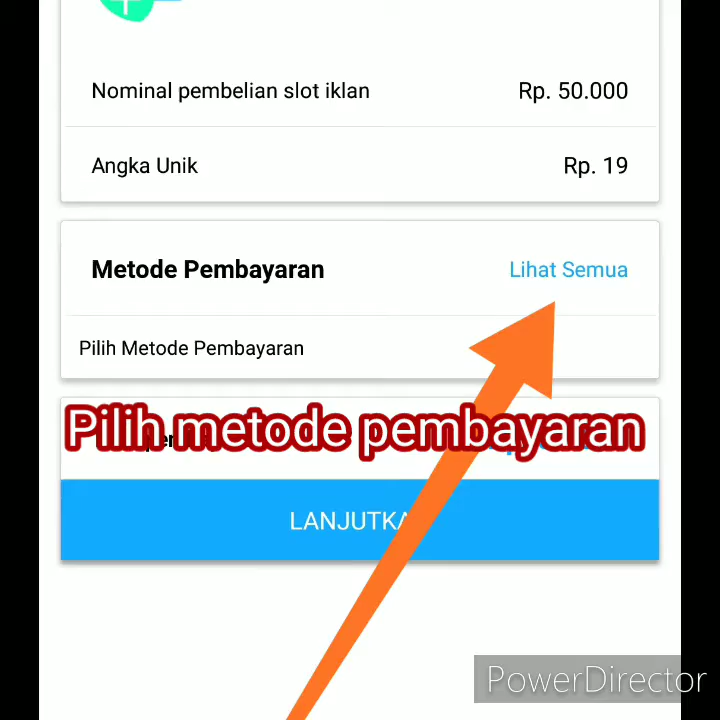 Nominal pembelian slot iklan Rp. 50.000
Angka Unik Rp. 19
Metode Pembayaran Lihat Semua
Pilih Metode Pembayaran
Pilih metode pembayaran
PowerDirector